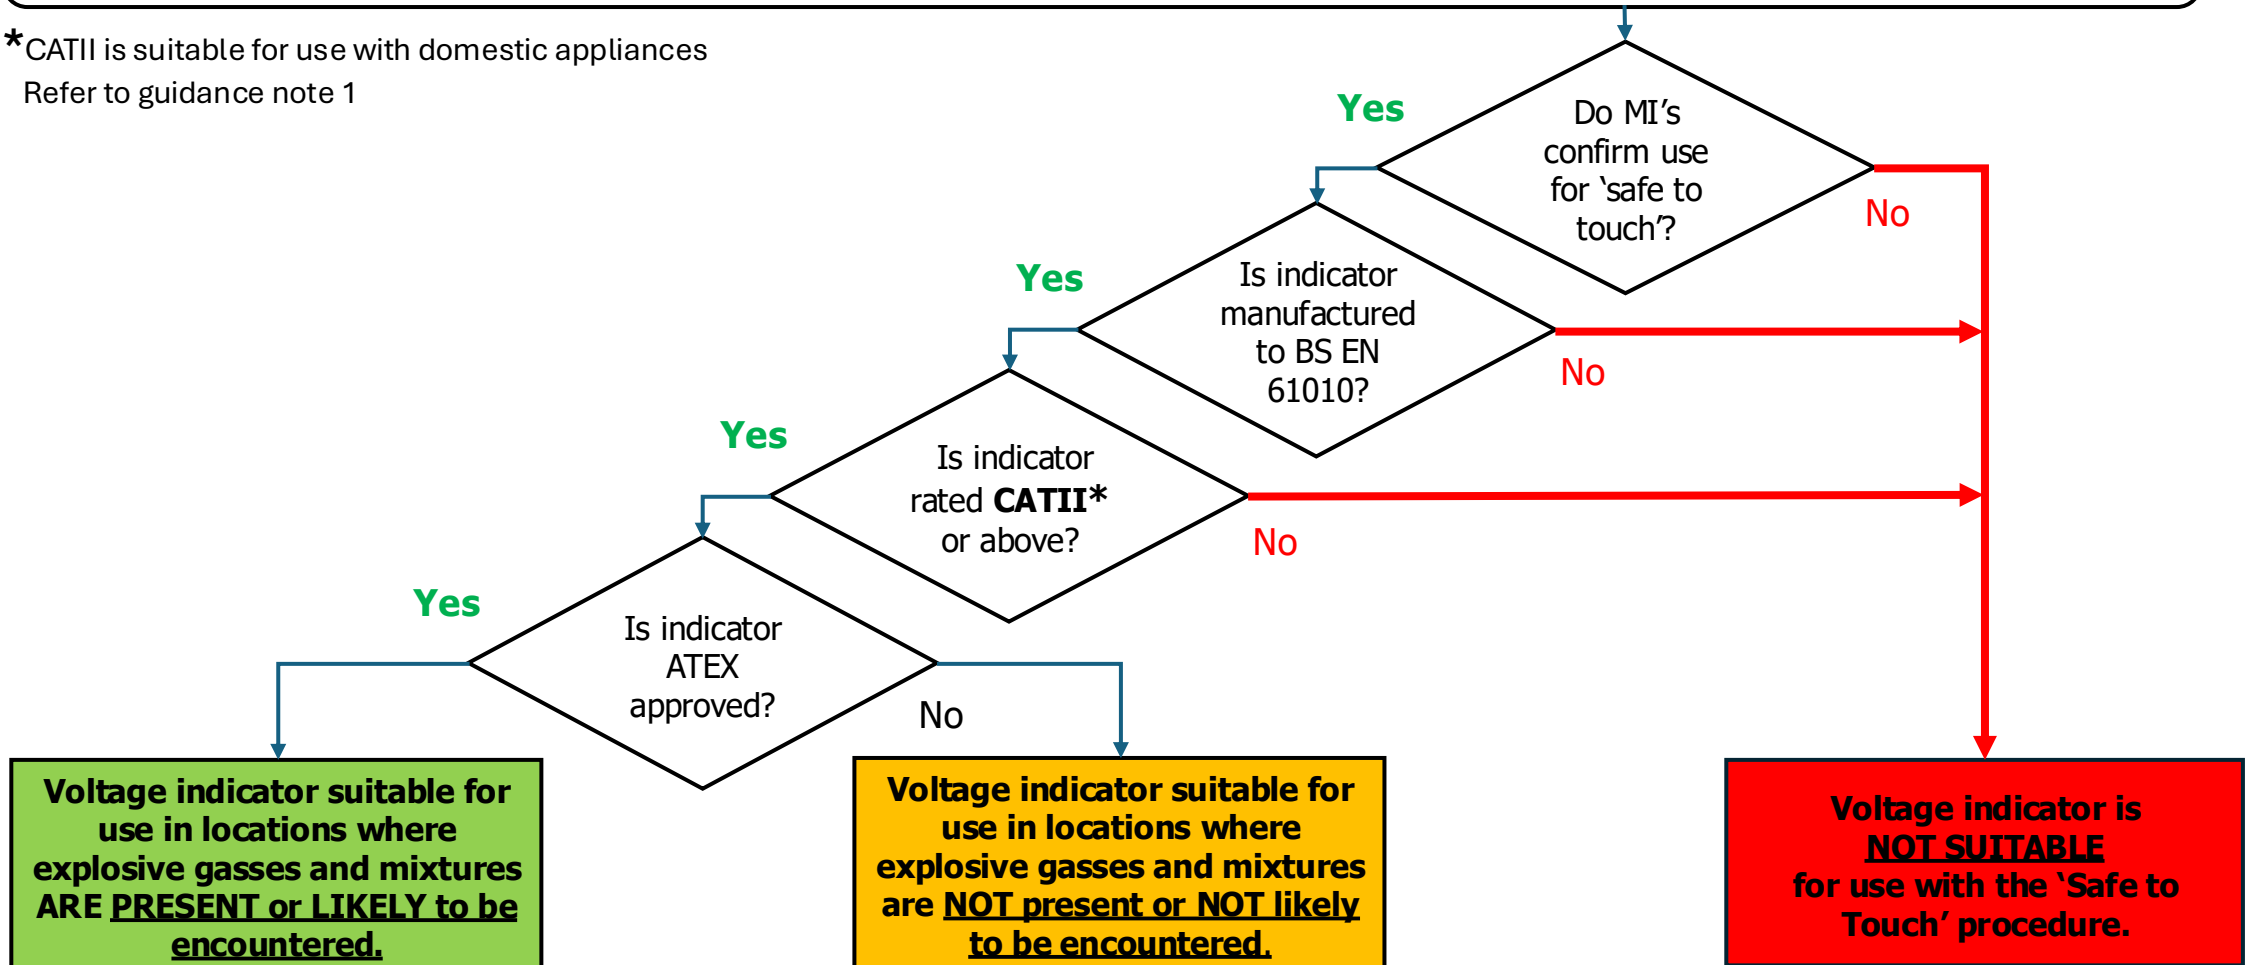 *CATII is suitable for use with domestic appliances
Refer to guidance note 1
Yes
Do MI's
confirm use
for ‘safe to
touch’?
No
Yes
Is indicator
manufactured
to BS EN
61010?
No
Yes
Is indicator
rated CATII*
or above?
No
Yes
Is indicator
ATEX
approved?
No
Voltage indicator suitable for
use in locations where
explosive gasses and mixtures
ARE PRESENT or LIKELY to be
encountered.
Voltage indicator suitable for
use in locations where
explosive gasses and mixtures
are NOT present or NOT likely
to be encountered.
Voltage indicator is
NOT SUITABLE
for use with the ‘Safe to
Touch’ procedure.